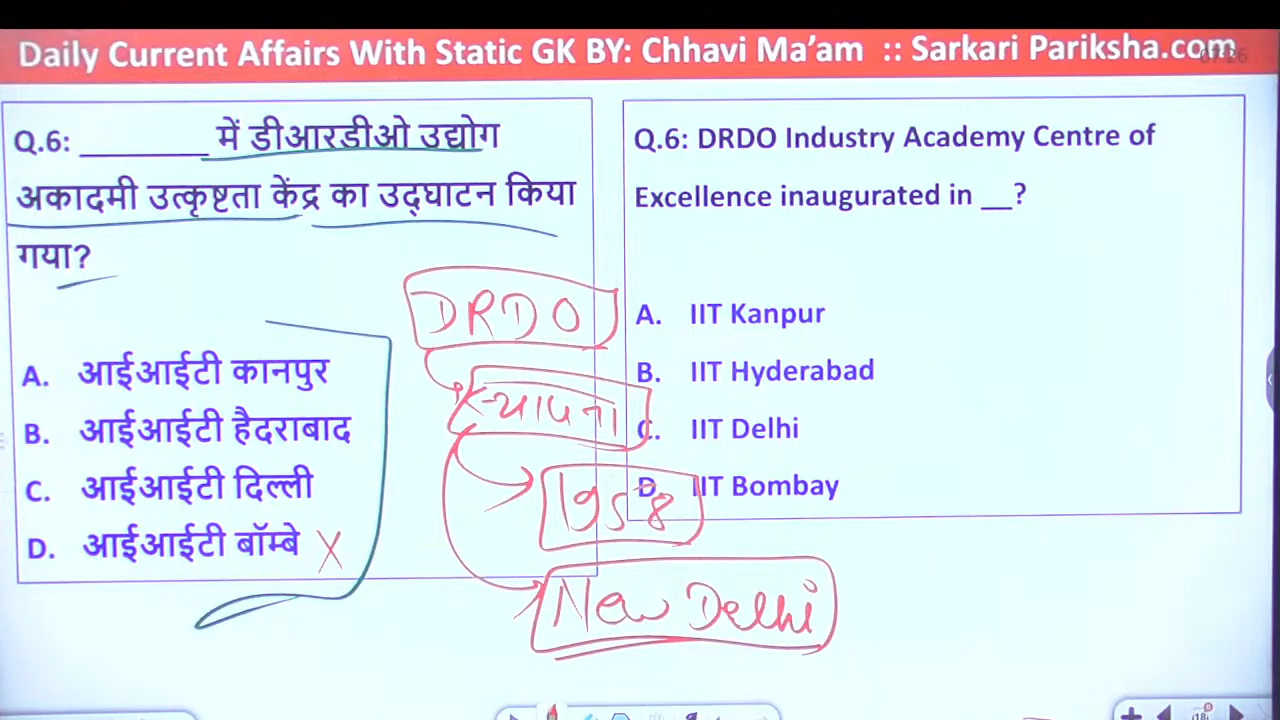 Daily Current Affairs With Static GK BY: Chhavi Ma’am :: Sarkari Pariksha.com
07:26
Q.6: ________ में डीआरडीओ उद्योग
अकादमी उत्कृष्टता केंद्र का उद्घाटन किया
गया?
A. आईआईटी कानपुर
B. आईआईटी हैदराबाद
C. आईआईटी दिल्ली
D. आईआईटी बॉम्बे X
DRDO
स्थापना
1958
New Delhi
Q.6: DRDO Industry Academy Centre of
Excellence inaugurated in __?
A. IIT Kanpur
B. IIT Hyderabad
C. IIT Delhi
D. IIT Bombay